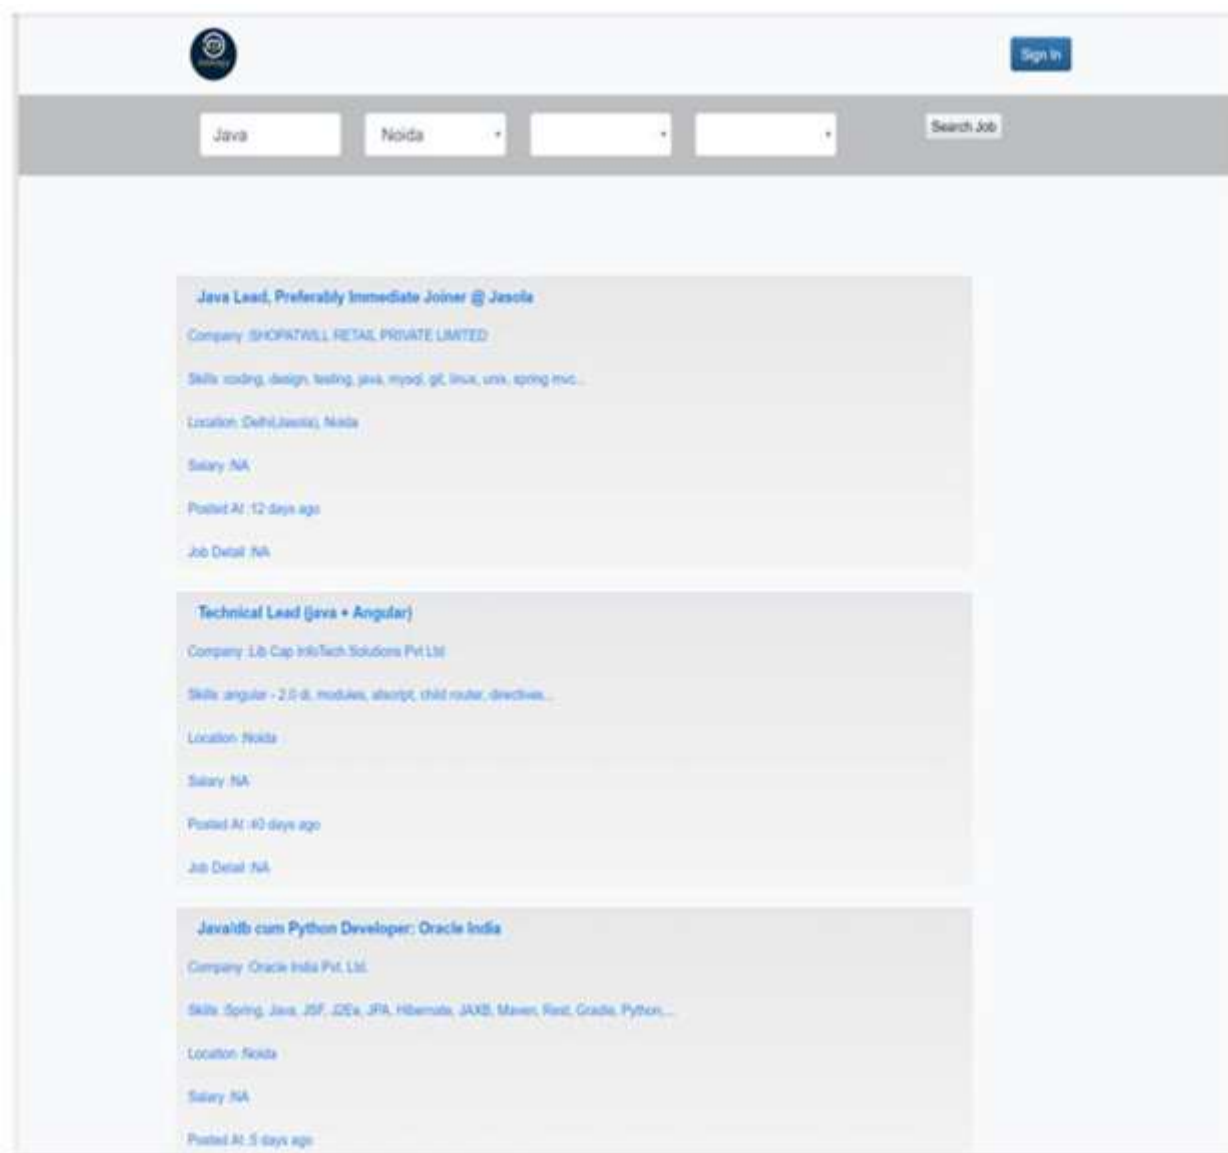 Sign In
Java
Noida
Search Job
Java Lead, Preferably Immediate Joiner @ Jasola
Company :SHOPATWILL RETAIL PRIVATE LIMITED
Skills :coding, design, testing, java, mysql, git, linux, unix, spring mvc...
Location :Delhi(Jasola), Noida
Salary :NA
Posted At :12 days ago
Job Detail :NA
Technical Lead (java + Angular)
Company :Lib Cap InfoTech Solutions Pvt Ltd
Skills :angular - 2.0 di, modules, child router, directives...
Location :Noida
Salary :NA
Posted At :40 days ago
Job Detail :NA
Java/db cum Python Developer: Oracle India
Company :Oracle India Pvt. Ltd.
Skills :Spring, Java, JSF, J2Ee, JPA, Hibernate, JAXB, Maven, Rest, Gradle, Python,...
Location :Noida
Salary :NA
Posted At :5 days ago